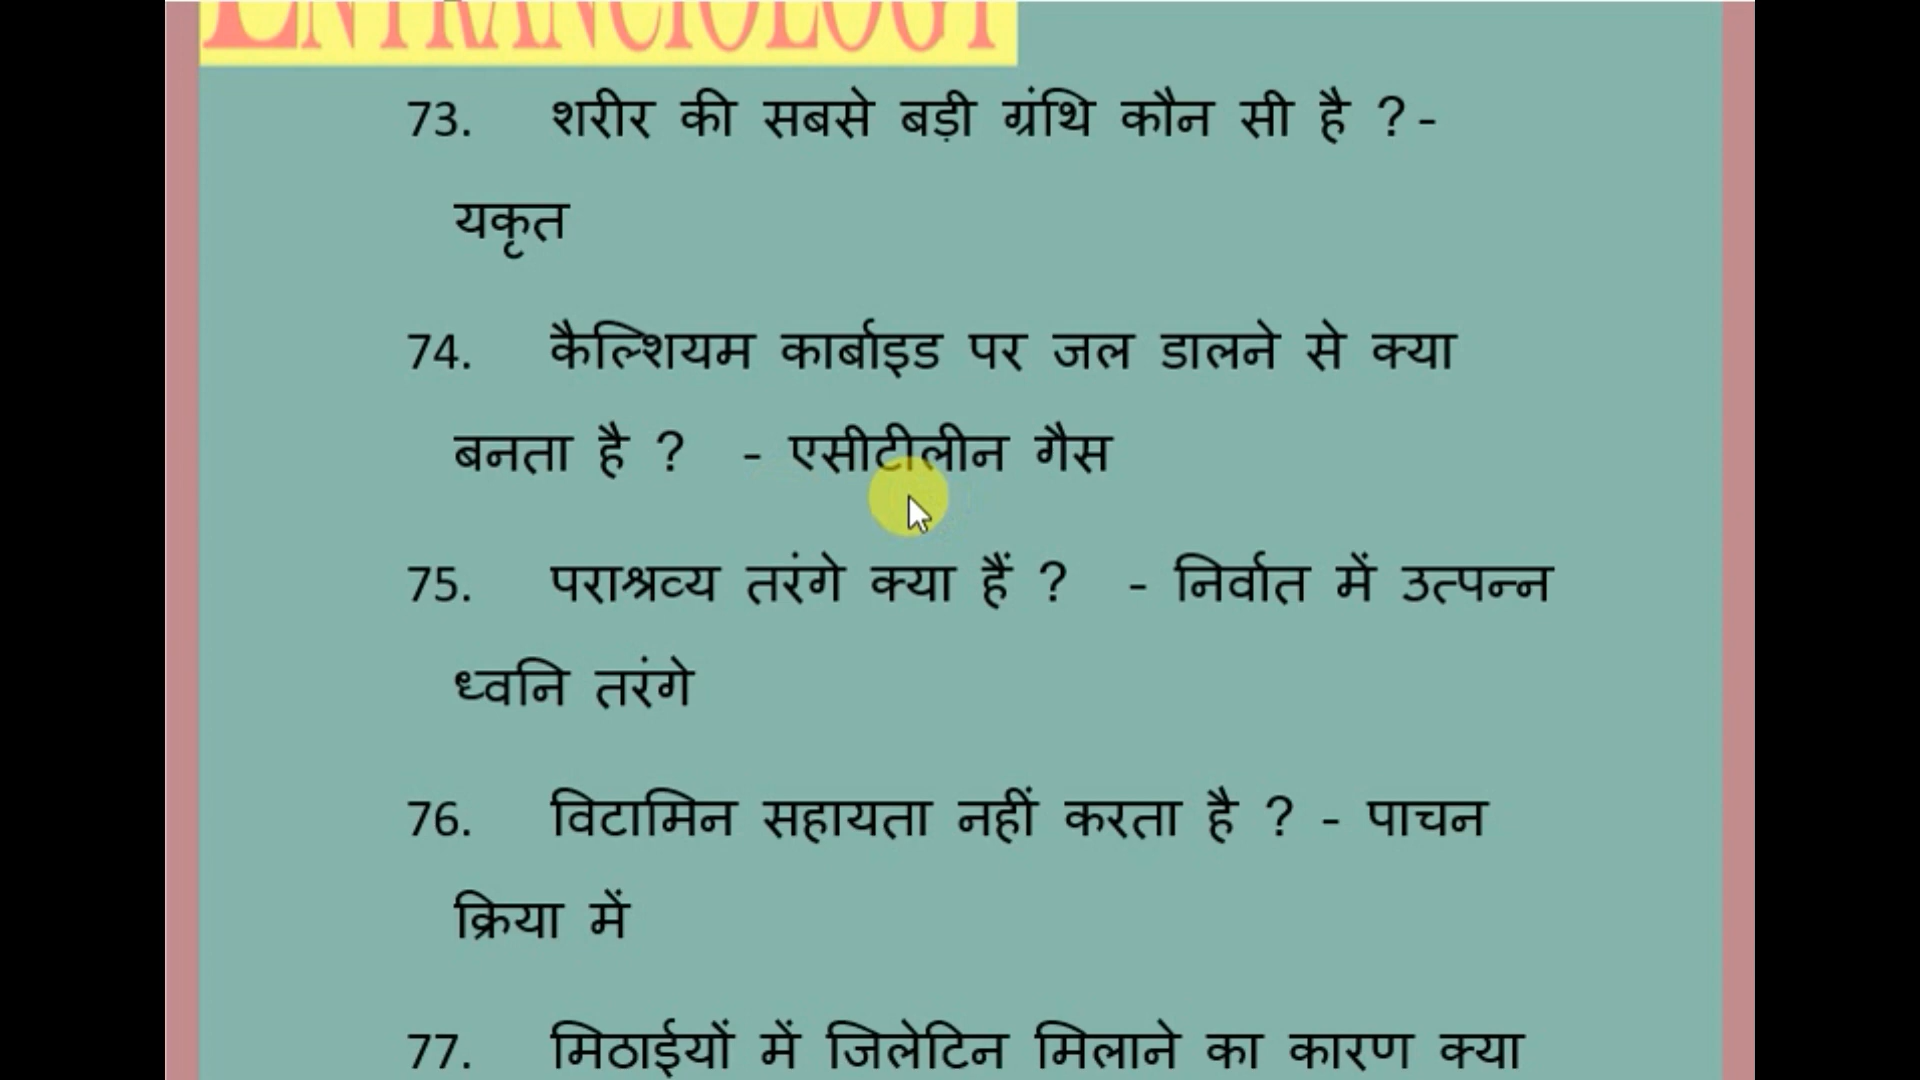 ENTRANCIOLOGY
73. शरीर की सबसे बड़ी ग्रंथि कौन सी है ? -
यकृत
74. कैल्शियम कार्बाइड पर जल डालने से क्या
बनता है ? - एसीटीलीन गैस
75. पराश्रव्य तरंगे क्या हैं ? - निर्वात में उत्पन्न
ध्वनि तरंगे
76. विटामिन सहायता नहीं करता है ? - पाचन
क्रिया में
77. मिठाईयों में जिलेटिन मिलाने का कारण क्या